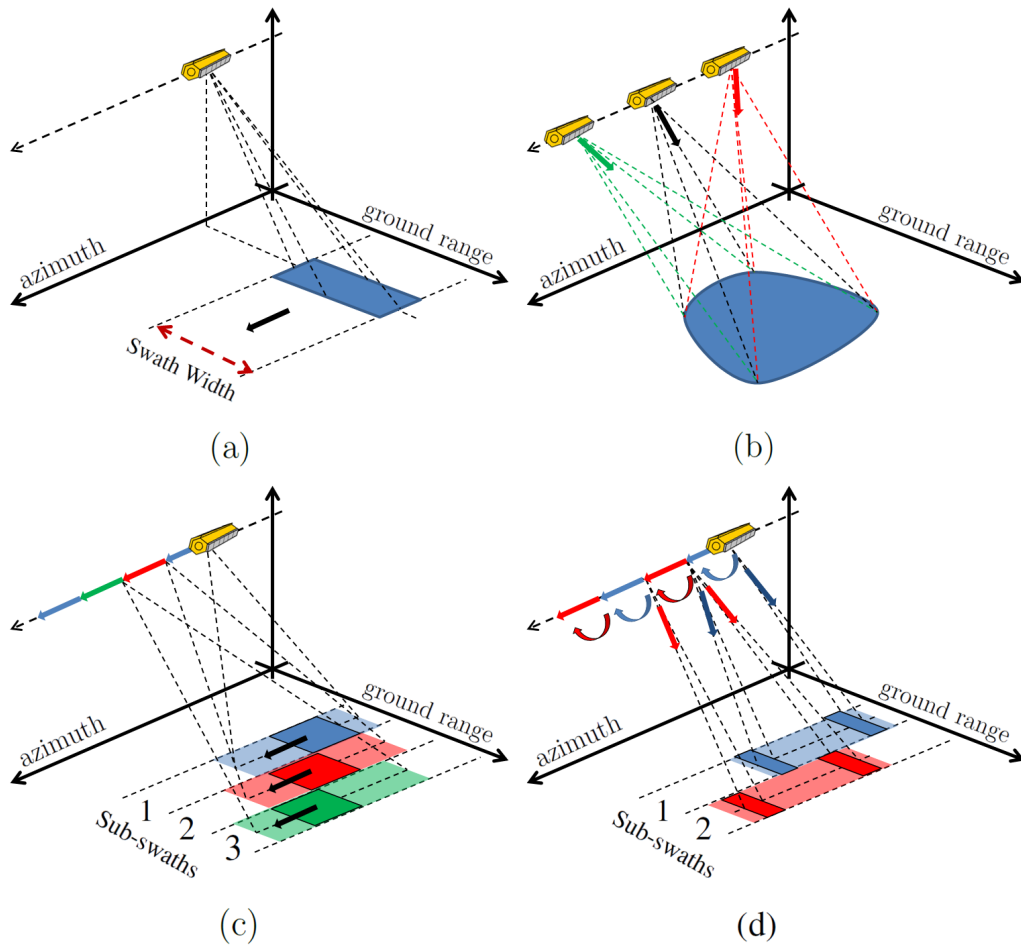 azimuth
ground range
Swath Width
(a)
azimuth
ground range
(b)
azimuth
ground range
1
2
3
Sub-swaths
(c)
azimuth
ground range
1
2
Sub-swaths
(d)